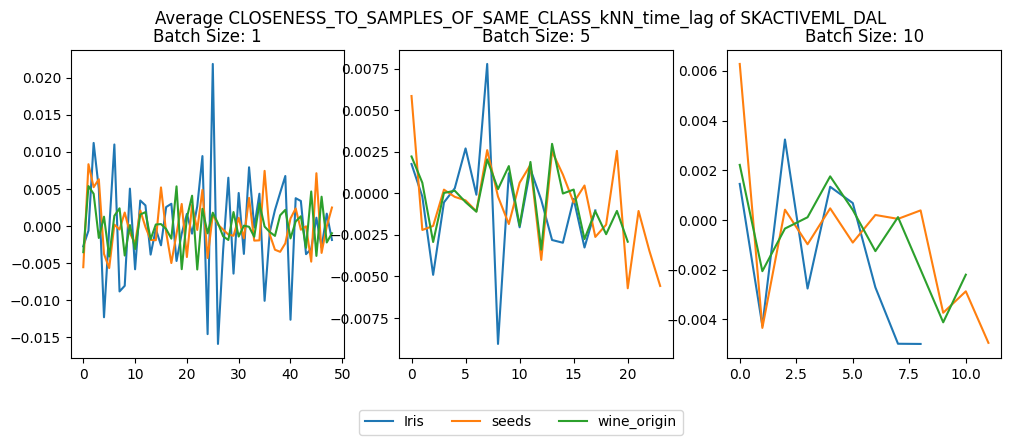 Average CLOSENESS_TO_SAMPLES_OF_SAME_CLASS_kNN_time_lag of SKACTIVEML_DAL
Batch Size: 1
0.020
0.015
0.010
0.005
0.000
−0.005
−0.010
−0.015
0 10 20 30 40 50
Batch Size: 5
0.0075
0.0050
0.0025
0.0000
−0.0025
−0.0050
−0.0075
0 5 10 15 20
Batch Size: 10
0.006
0.004
0.002
0.000
−0.002
−0.004
0.0 2.5 5.0 7.5 10.0
Iris seeds wine_origin